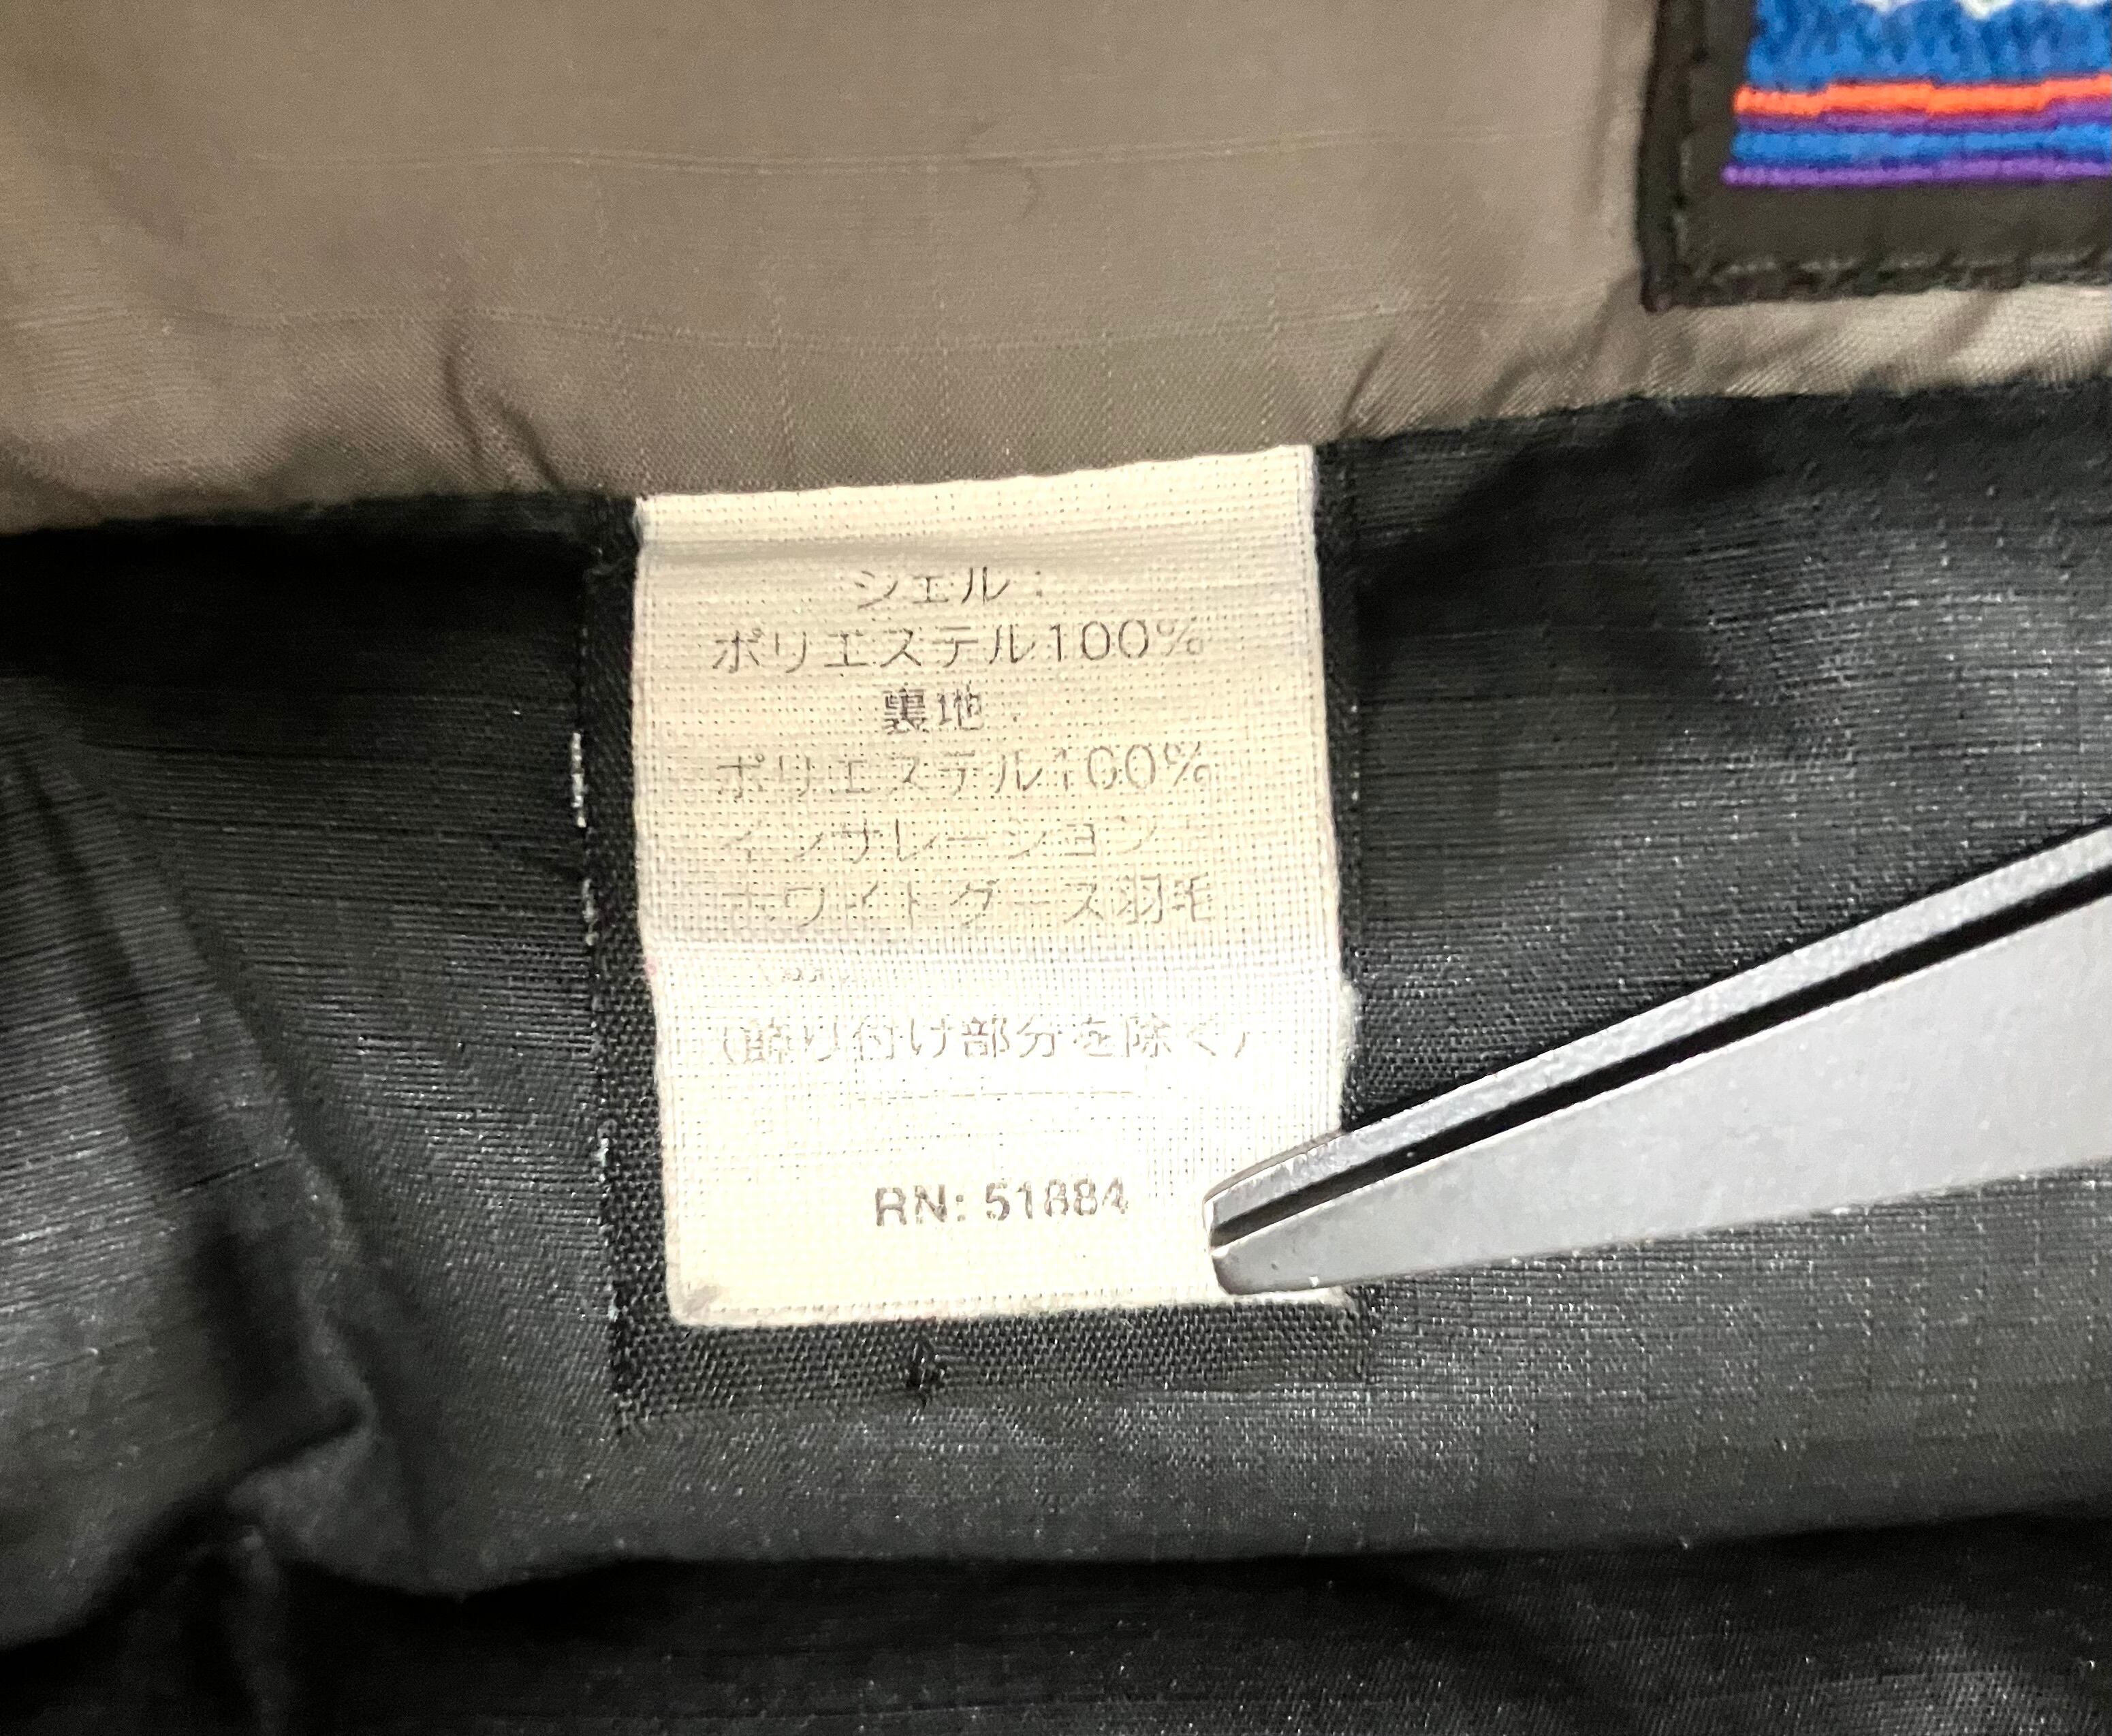 シェル:
ポリエステル100%
裏地:
ポリエステル100%
インサレーション:
ホワイトグース羽毛
(飾り付け部分を除く)
RN: 51884